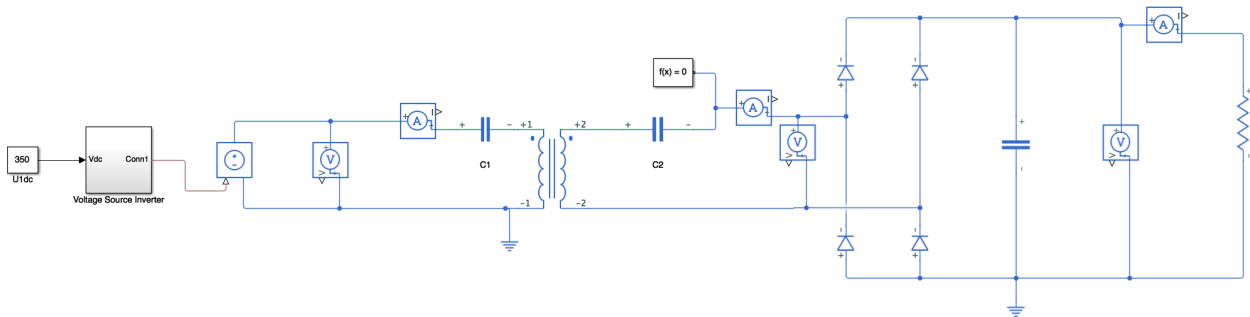 f(x) = 0
A
I
+
-
A
I
+
A
I
+
350
U1dc
Vdc
Conn1
Voltage Source Inverter
+
-
V
+
V
+
-
+1
+2
+
-
C1
C2
-1
-2
V
+
V
+
V
+
-
+
-
+
-
+
-
+
-
+
-